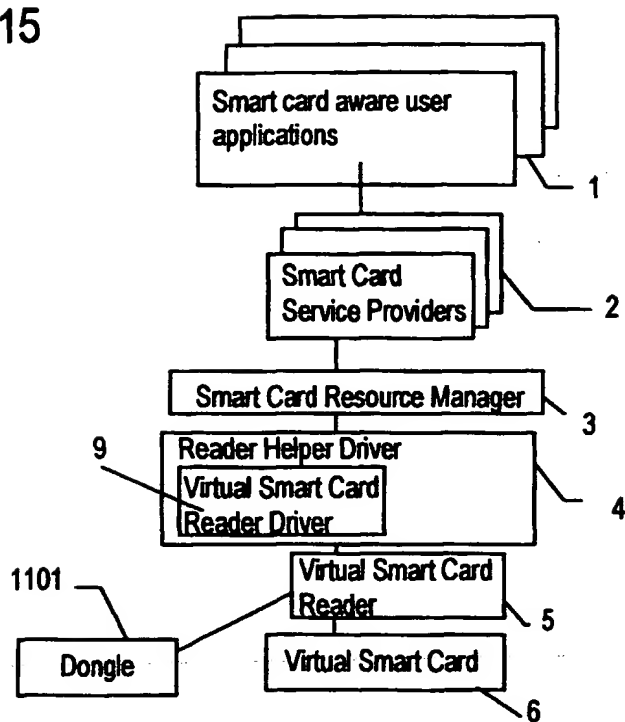 15
Smart card aware user
applications
1
Smart Card
Service Providers
2
Smart Card Resource Manager
3
9
Reader Helper Driver
Virtual Smart Card
Reader Driver
4
1101
Virtual Smart Card
Reader
5
Dongle
Virtual Smart Card
6